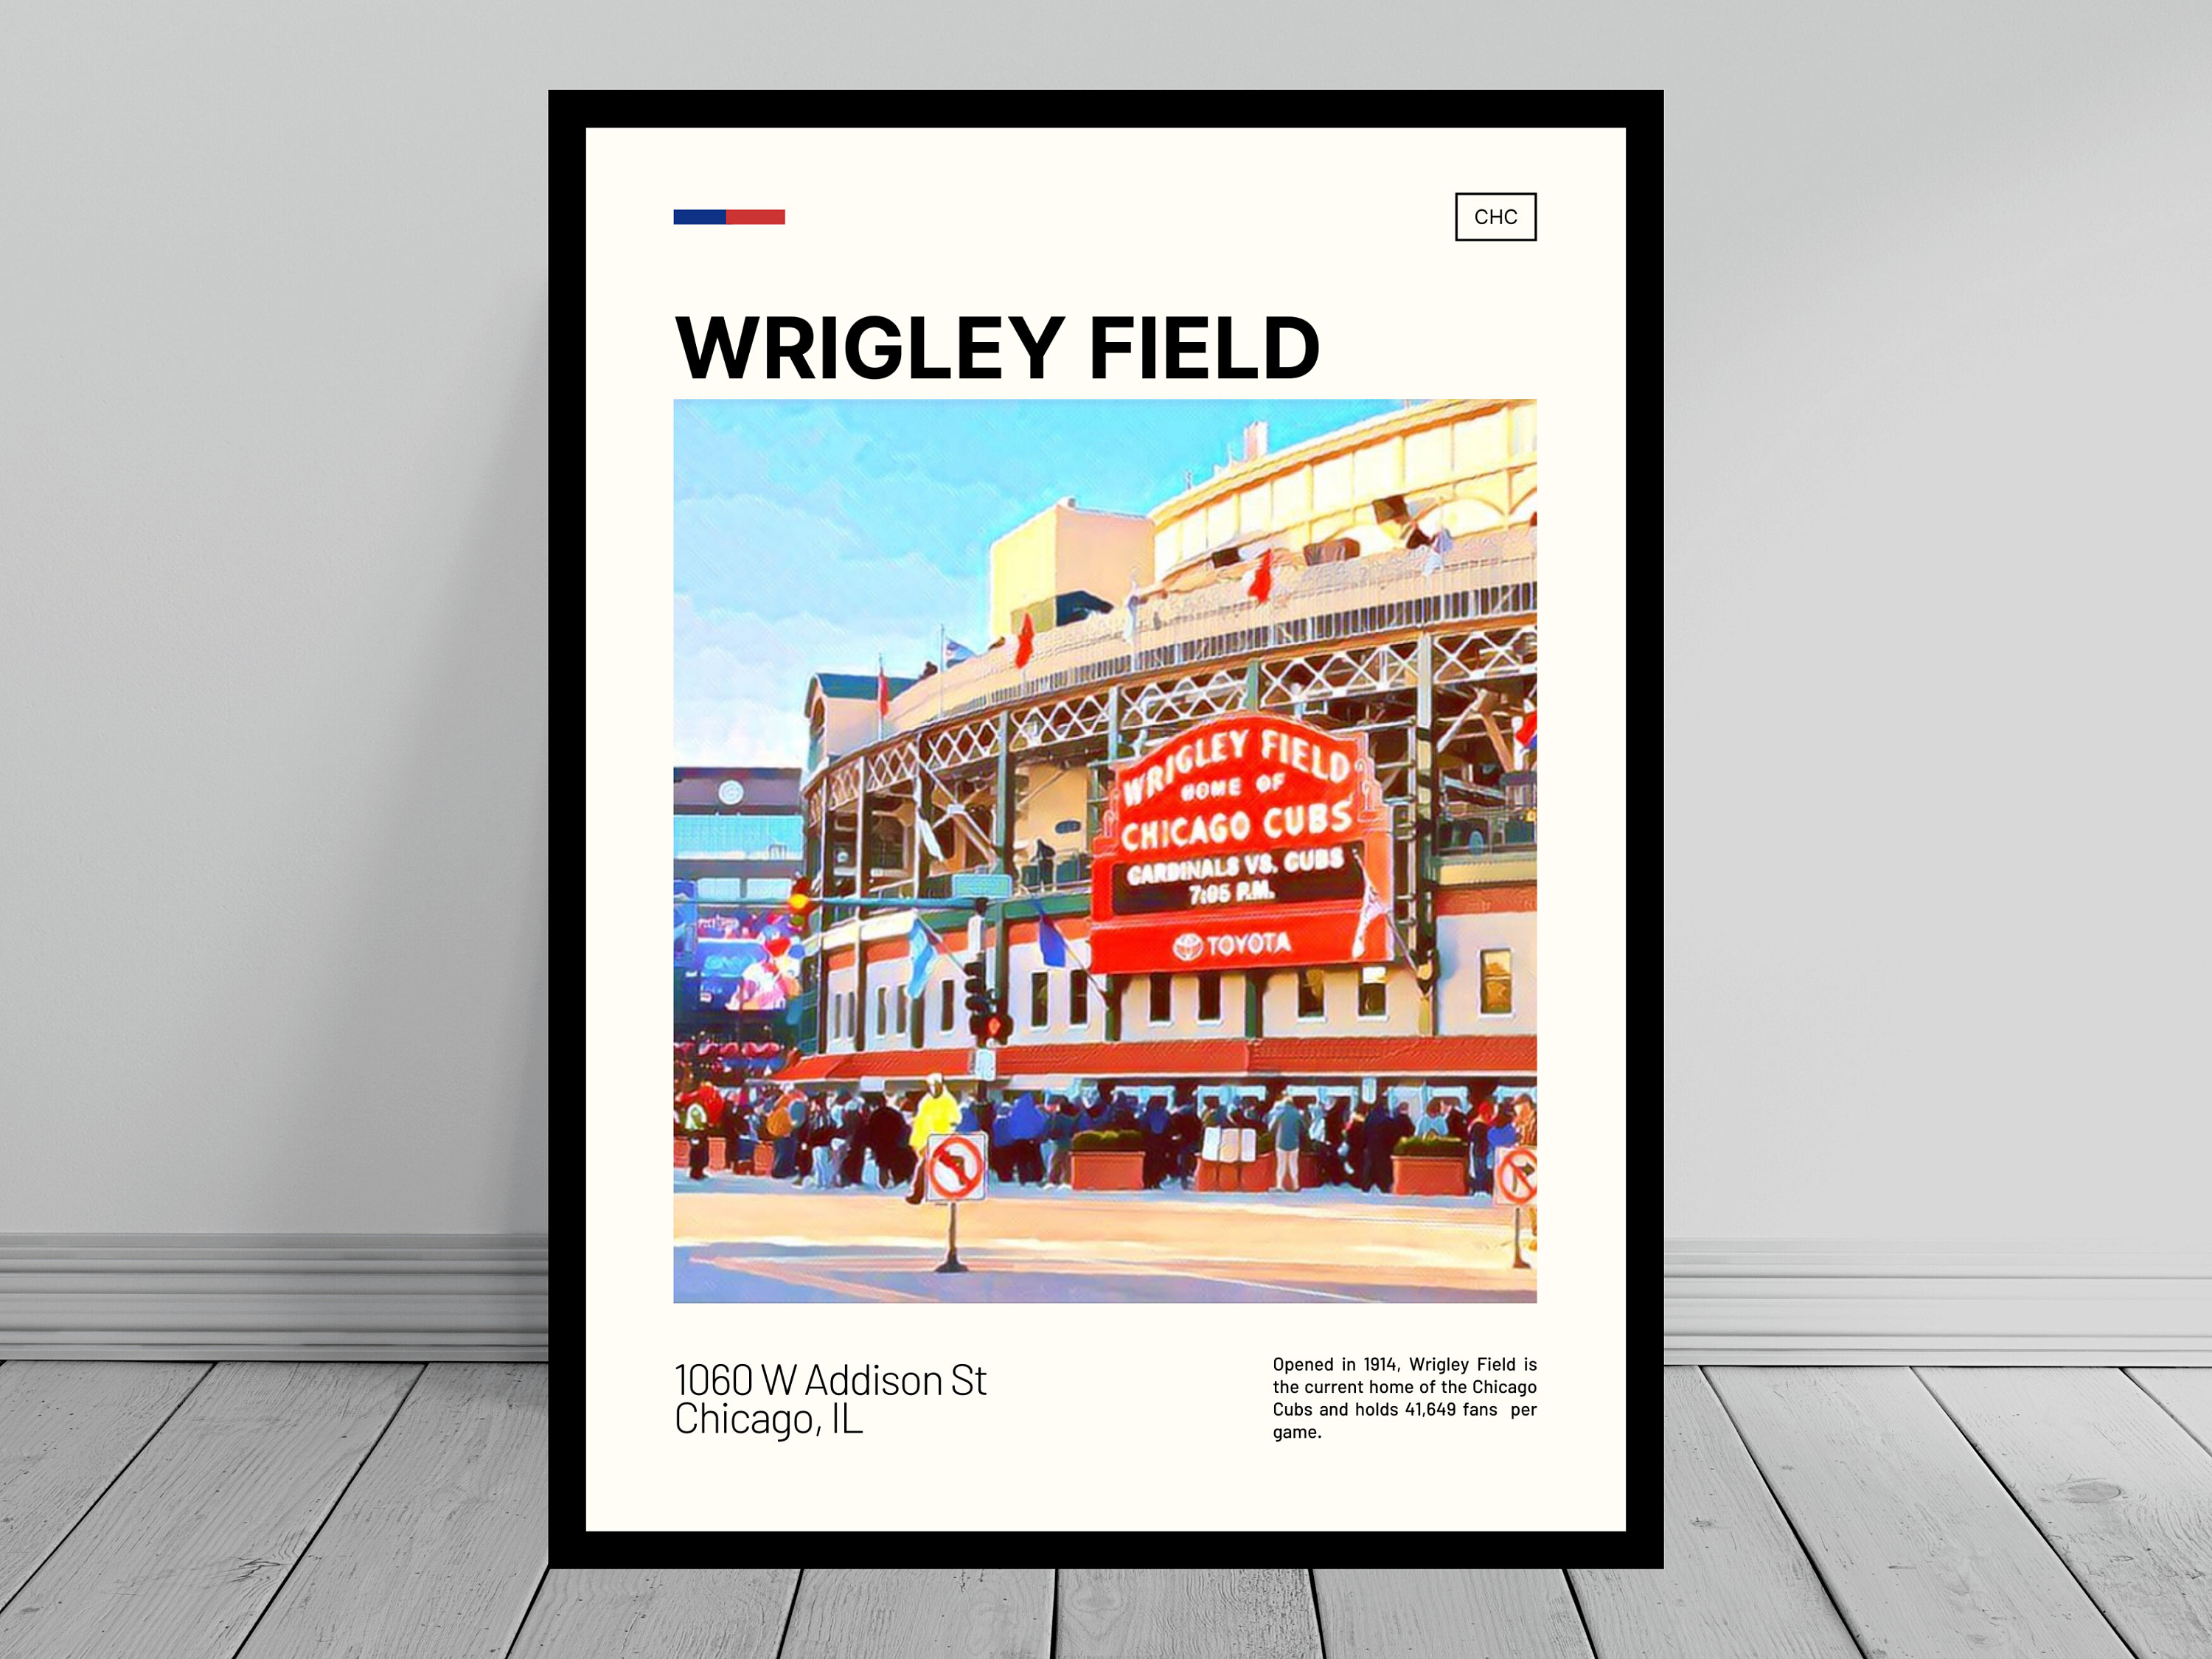 CHC
WRIGLEY FIELD
WRIGLEY FIELD
HOME OF
CHICAGO CUBS
CARDINALS VS. CUBS
7:05 P.M.
TOYOTA
1060 W Addison St
Chicago, IL
Opened in 1914, Wrigley Field is
the current home of the Chicago
Cubs and holds 41,649 fans per
game.